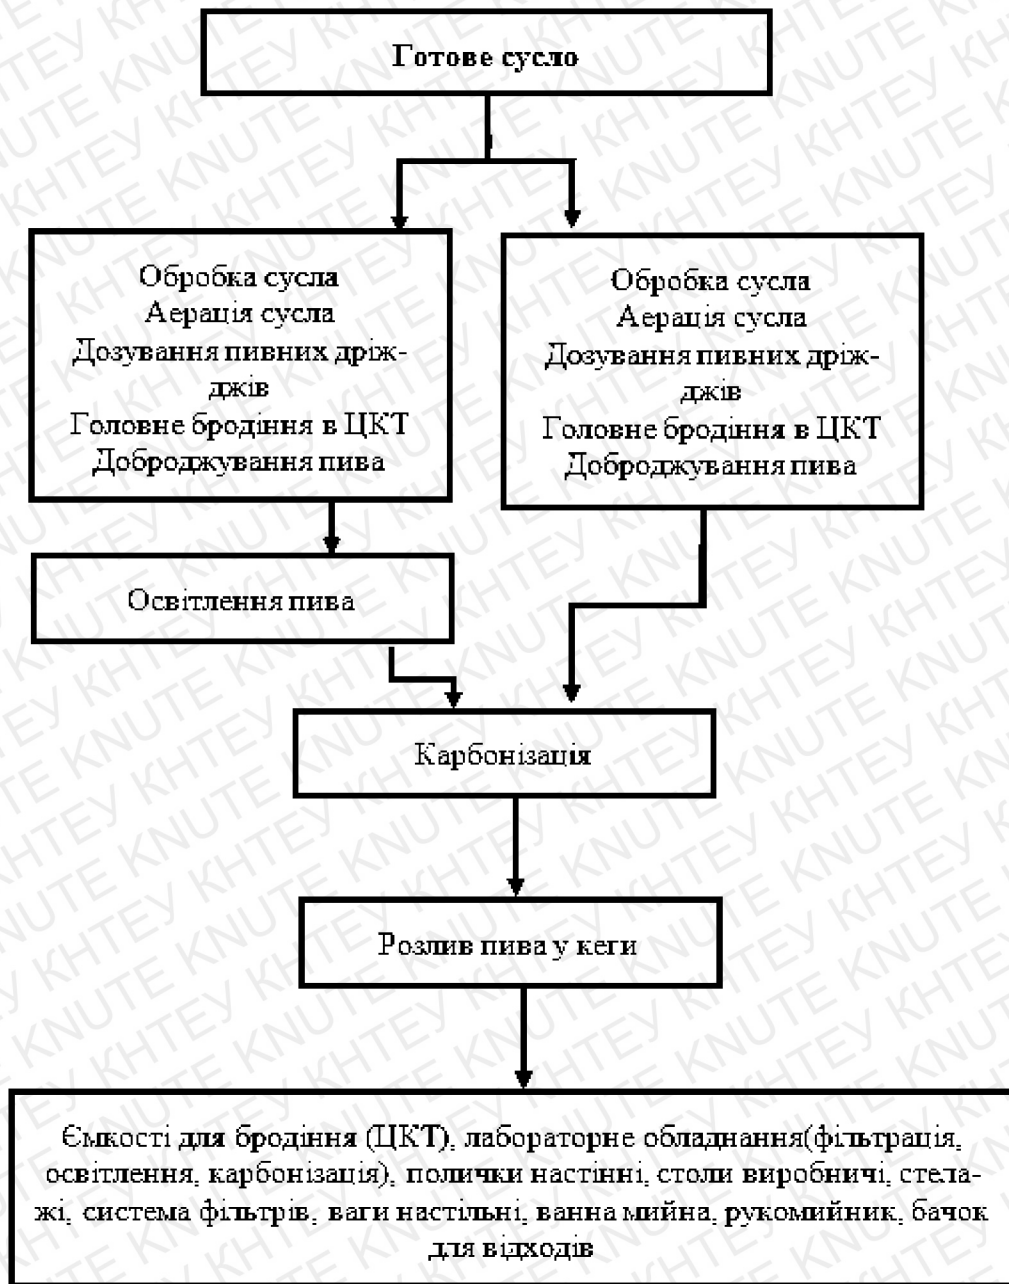 Готове сусло
Обробка сусла
Аерація сусла
Дозування пивних дріж-
джів
Головне бродіння в ЦКТ
Доброджування пива
Обробка сусла
Аерація сусла
Дозування пивних дріж-
джів
Головне бродіння в ЦКТ
Доброджування пива
Освітлення пива
Карбонізація
Розлив пива у кеги
Ємкості для бродіння (ЦКТ), лабораторне обладнання(фільтрація,
освітлення, карбонізація), полички настінні, столи виробничі, стела-
жі, система фільтрів, ваги настільні, ванна мийна, рукомийник, бачок
для відходів